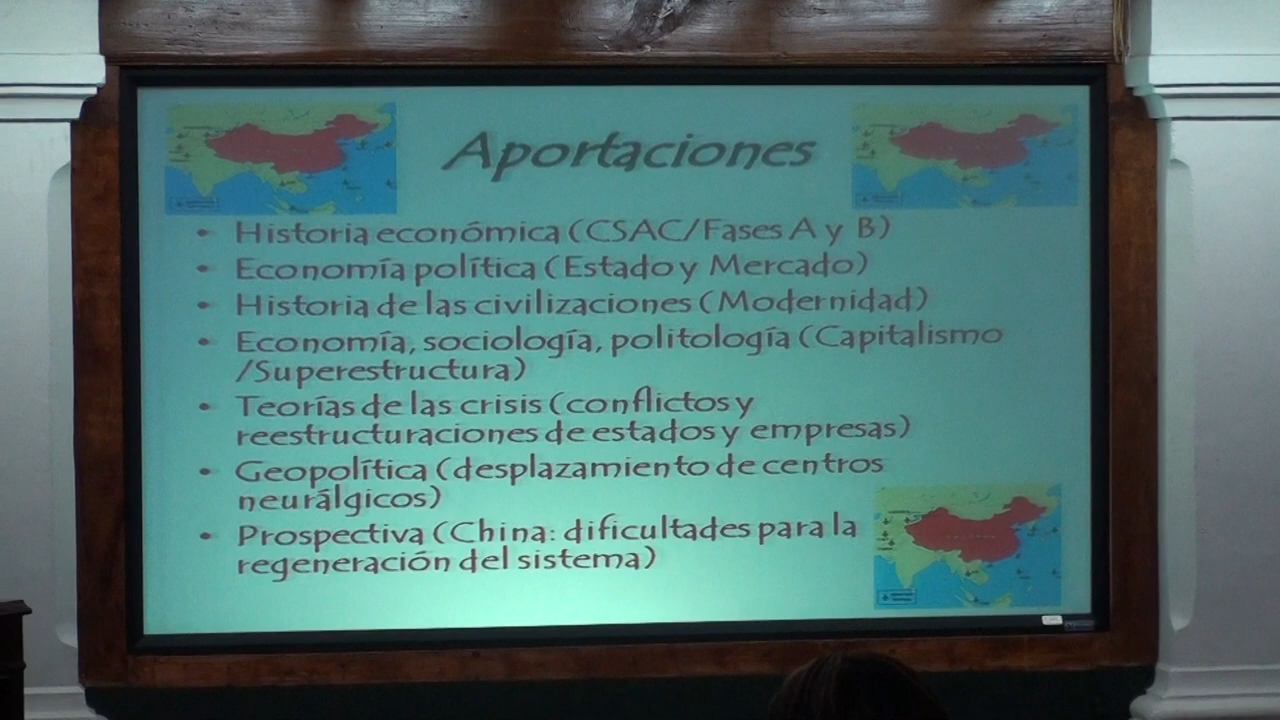 Aportaciones
• Historia económica (CSAC/Fases A y B)
• Economía política (Estado y Mercado)
• Historia de las civilizaciones (Modernidad)
• Economía, sociología, politología (Capitalismo
/Superestructura)
• Teorías de las crisis (conflictos y
reestructuraciones de estados y empresas)
• Geopolítica (desplazamiento de centros
neurálgicos)
• Prospectiva (China: dificultades para la
regeneración del sistema)